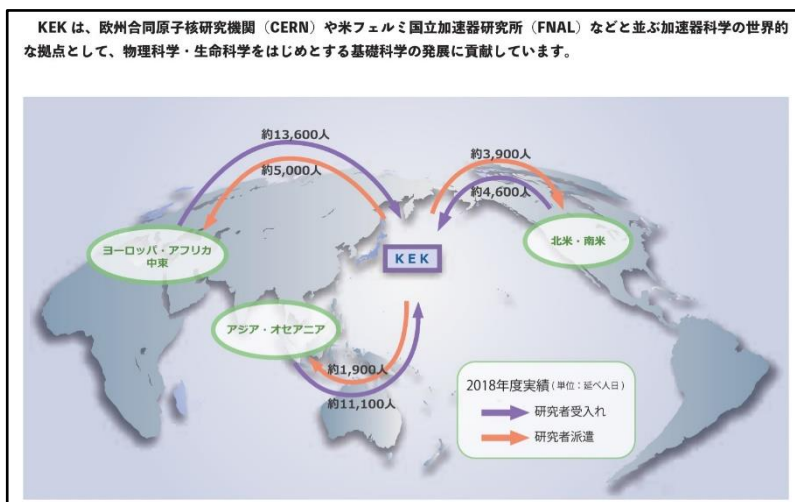 KEK は、欧州合同原子核研究機関（CERN）や米フェルミ国立加速器研究所（FNAL）などと並ぶ加速器科学の世界的
な拠点として、物理科学・生命科学をはじめとする基礎科学の発展に貢献しています。
約13,600人
約5,000人
約3,900人
約4,600人
ヨーロッパ・アフリカ
中東
KEK
北米・南米
アジア・オセアニア
約1,900人
約11,100人
2018年度実績（単位：延べ人日）
研究者受入れ
研究者派遣